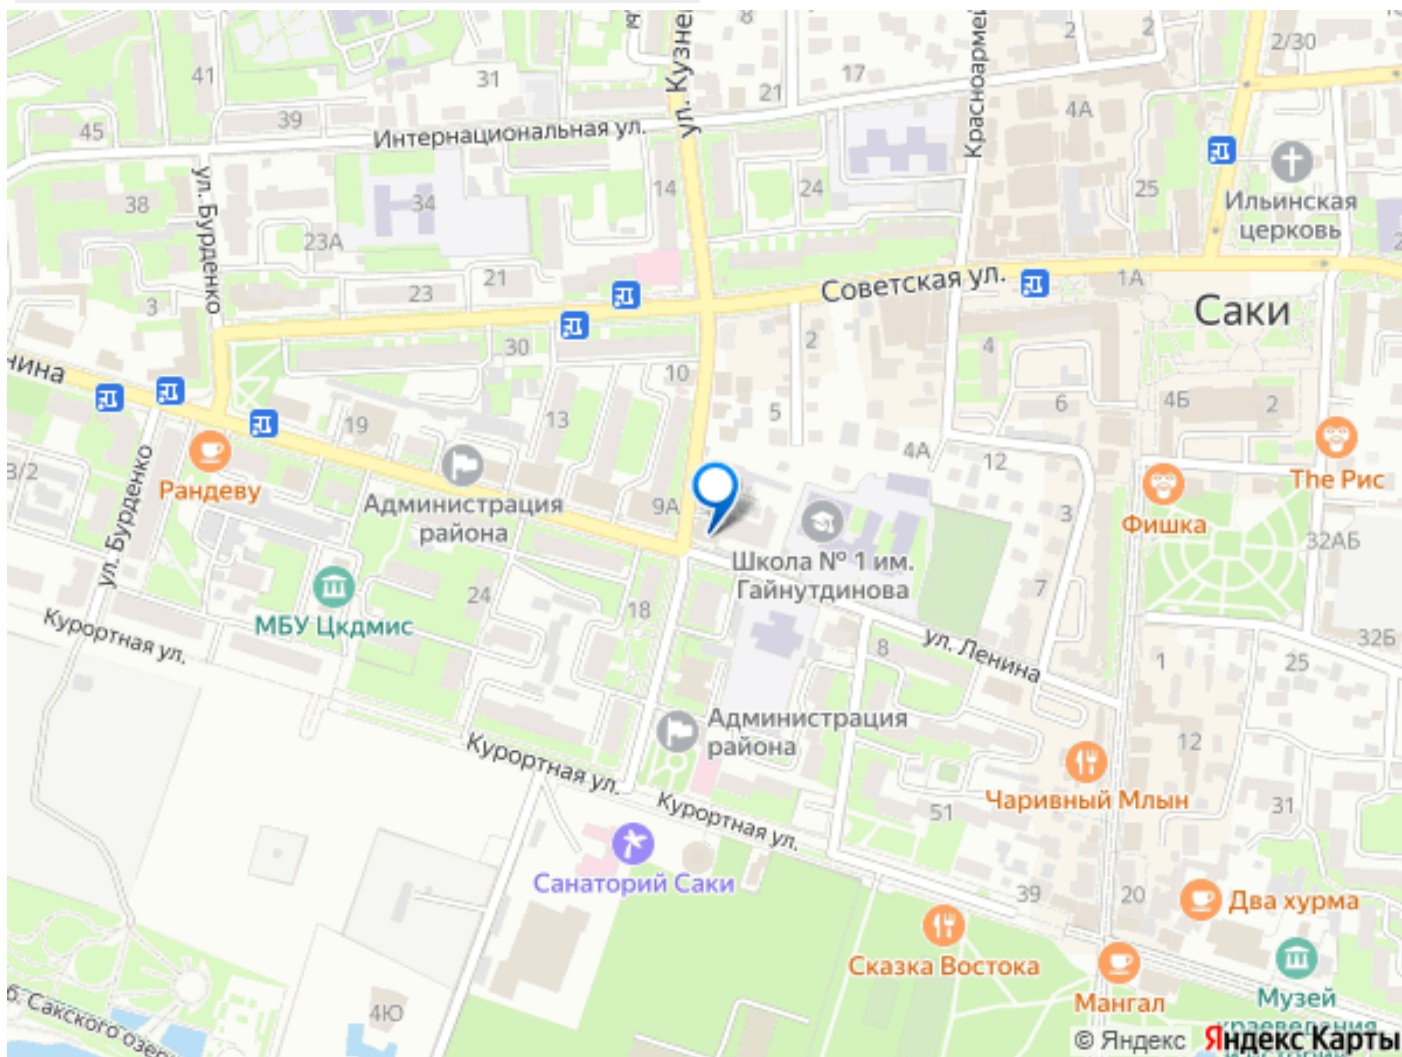 8
2
2
2/30
41
31
ул. Кузне
17
21
4А
Красноармей
45
39
Интернациональная ул.
ул. Бурденко
38
34
14
24
25
Ильинская
церковь
23А
21
23
3
Советская ул.
1А
Саки
30
2
4
нина
10
5
6
4Б
2
19
13
4А
12
The Рис
3/2
Рандеву
Администрация
района
9А
3
Фишка
32АБ
ул. Бурденко
Школа № 1 им.
Гайнутдинова
7
МБУ Цкдмис
24
18
8
ул. Ленина
1
25
32Б
Курортная ул.
Администрация
района
12
Курортная ул.
Чаривный Млын
31
Курортная ул.
51
Санаторий Саки
39
20
Два хурма
Сказка Востока
Мангал
Музей
краеведения
4Ю
б. Сакского озер
© Яндекс
Яндекс Карты